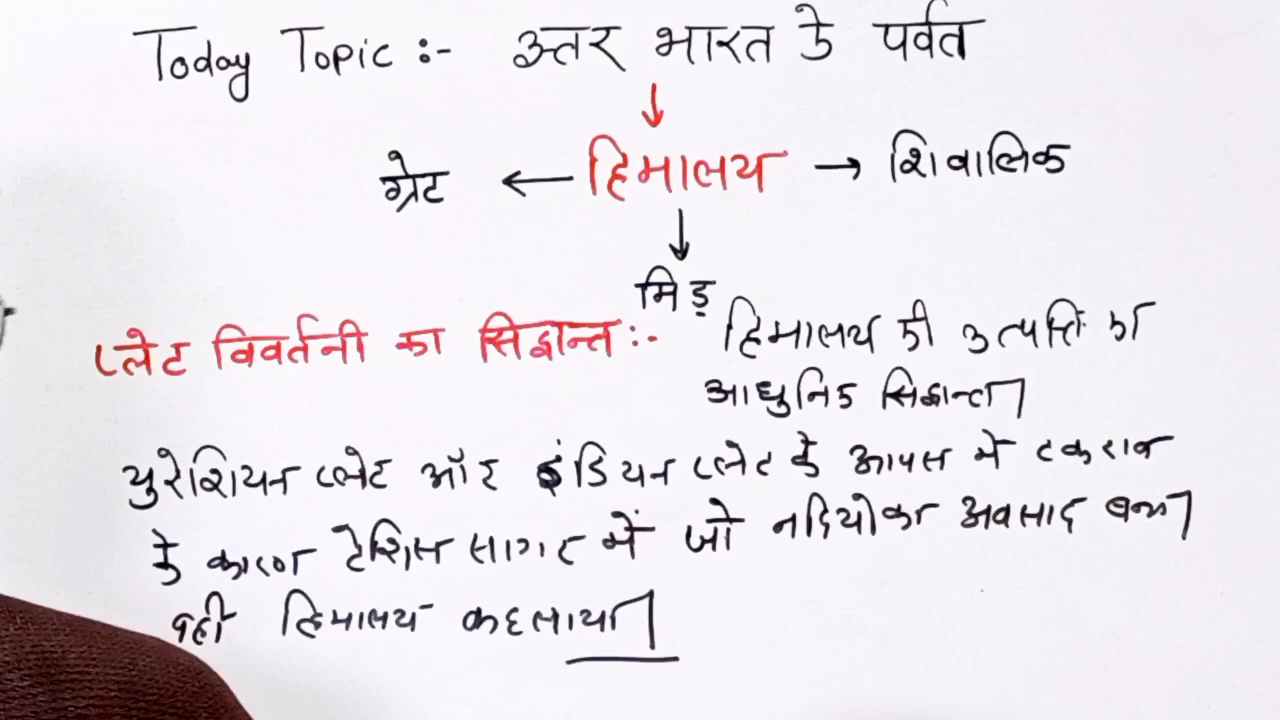 Today Topic :- उत्तर भारत के पर्वत
↓
ग्रेट ← हिमालय → शिवालिक
↓
मिड़
प्लेट विवर्तनी का सिद्धान्त :- हिमालय की उत्पत्ति का
आधुनिक सिद्धान्त।
युरेशियन प्लेट और इंडियन प्लेट के आपस में टकराव
के कारण टेथिस सागर में जो नदियोका अवसाद बना
वही हिमालय कहलाया।